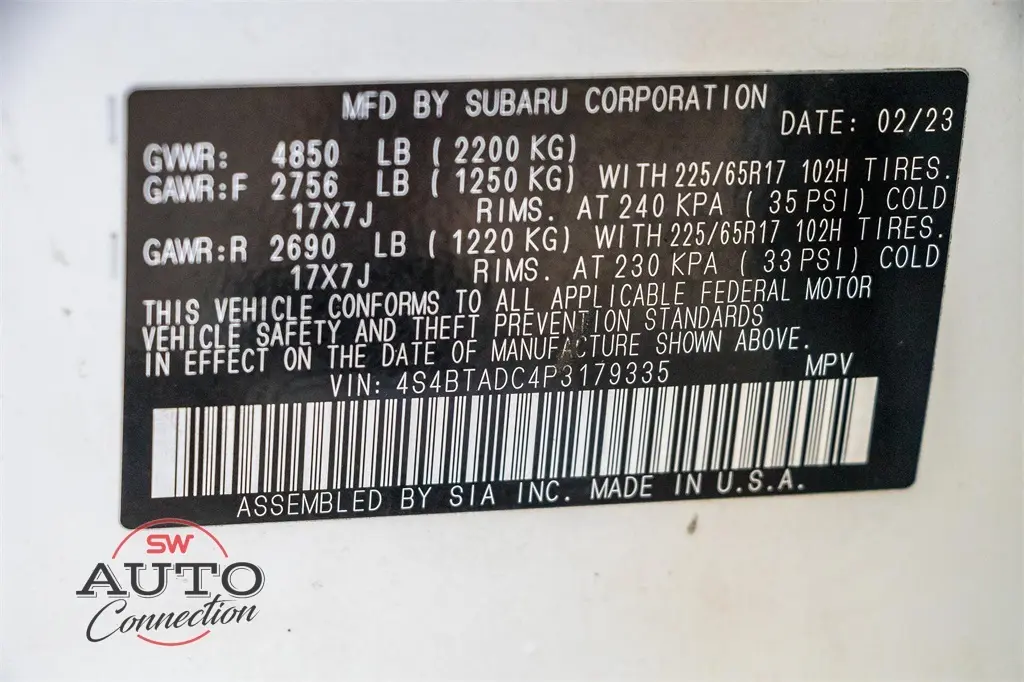 MFD BY SUBARU CORPORATION
DATE: 02/23
GVWR: 4850 LB ( 2200 KG)
GAWR:F 2756 LB ( 1250 KG) WITH 225/65R17 102H TIRES.
17X7J RIMS. AT 240 KPA ( 35 PSI) COLD
GAWR:R 2690 LB ( 1220 KG) WITH 225/65R17 102H TIRES.
17X7J RIMS. AT 230 KPA ( 33 PSI) COLD
THIS VEHICLE CONFORMS TO ALL APPLICABLE FEDERAL MOTOR
VEHICLE SAFETY AND THEFT PREVENTION STANDARDS
IN EFFECT ON THE DATE OF MANUFACTURE SHOWN ABOVE.
VIN: 4S4BTADC4P3179335 MPV
ASSEMBLED BY SIA INC. MADE IN U.S.A.
SW
AUTO
Connection